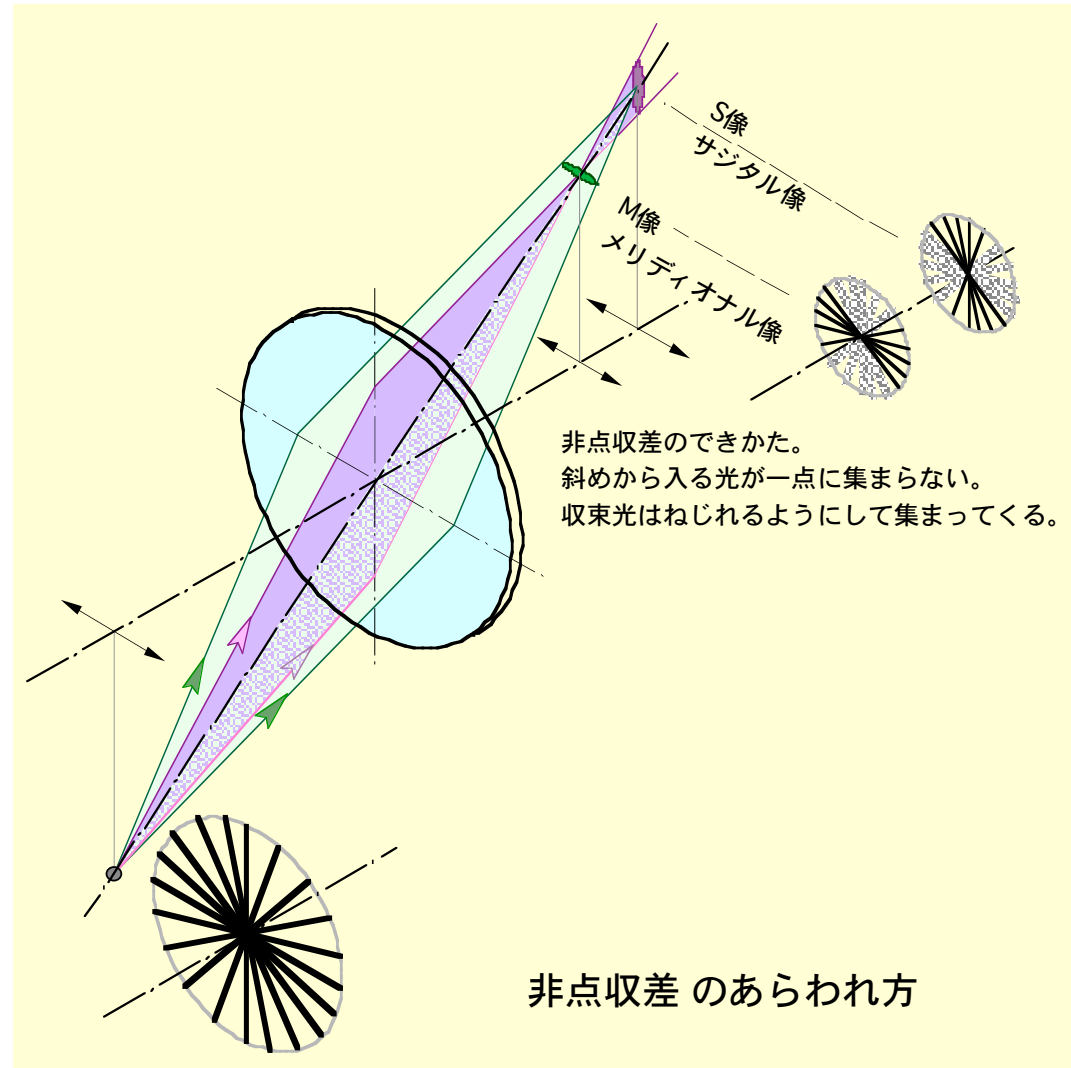 S像
サジタル像
M像
メリディオナル像
非点収差のできかた。
斜めから入る光が一点に集まらない。
収束光はねじれるようにして集まってくる。
非点収差 のあらわれ方